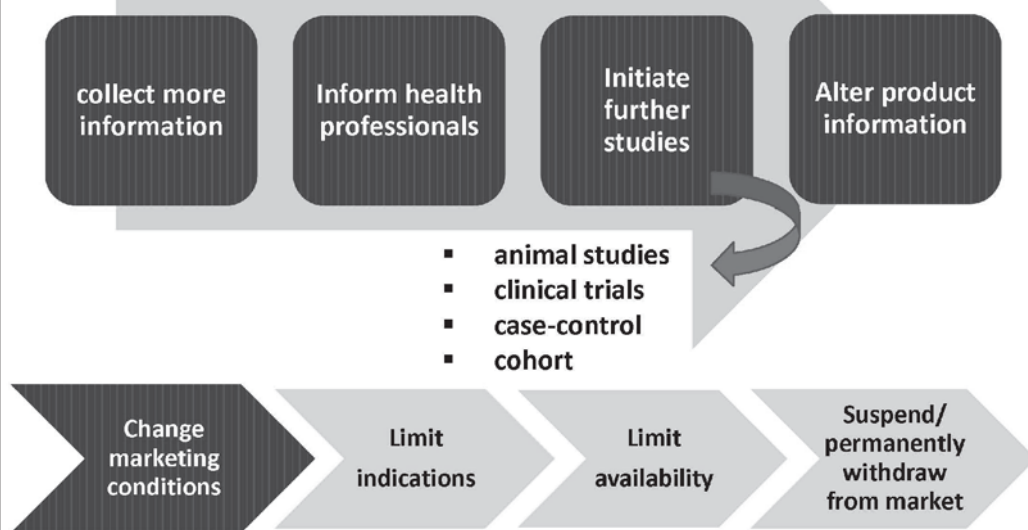 collect more
information
Inform health
professionals
Initiate
further
studies
Alter product
information
▪ animal studies
▪ clinical trials
▪ case-control
▪ cohort
Change
marketing
conditions
Limit
indications
Limit
availability
Suspend/
permanently
withdraw
from market